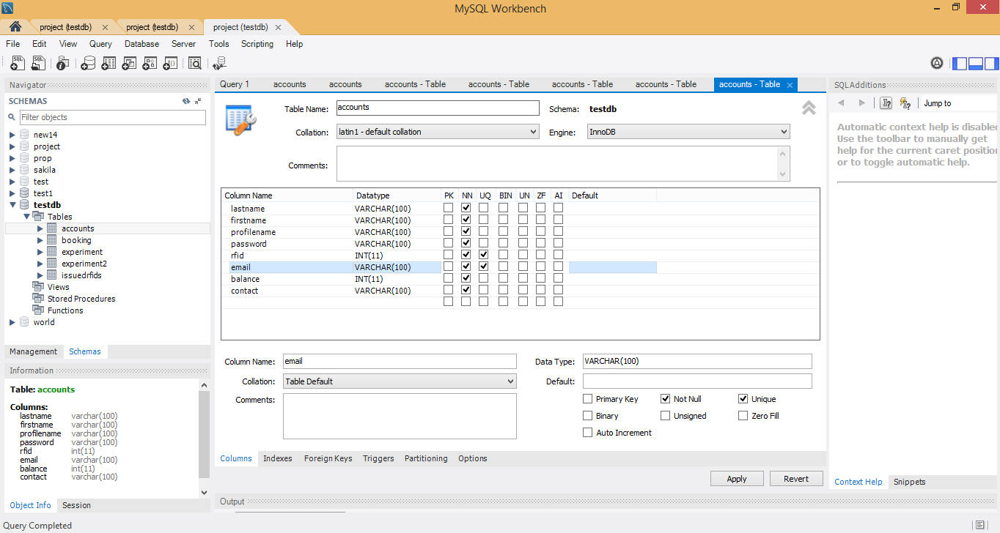 MySQL Workbench
project (testdb) project (testdb) project (testdb)
File Edit View Query Database Server Tools Scripting Help
Navigator
SCHEMAS
Filter objects
new14
project
prop
sakila
test
test1
testdb
Tables
accounts
booking
experiment
experiment2
issuedrfids
Views
Stored Procedures
Functions
world
Management Schemas
Information
Table: accounts
Columns:
lastname varchar(100)
firstname varchar(100)
profilename varchar(100)
password varchar(100)
rfid int(11)
email varchar(100)
balance int(11)
contact varchar(100)
Object Info Session
Query 1 accounts accounts accounts - Table accounts - Table accounts - Table accounts - Table accounts - Table
Table Name: accounts Schema: testdb
Collation: latin1 - default collation Engine: InnoDB
Comments:
Column Name Datatype PK NN UQ BIN UN ZF AI Default
lastname VARCHAR(100)
firstname VARCHAR(100)
profilename VARCHAR(100)
password VARCHAR(100)
rfid INT(11)
email VARCHAR(100)
balance INT(11)
contact VARCHAR(100)
Column Name: email Data Type: VARCHAR(100)
Collation: Table Default Default:
Comments: Primary Key Not Null Unique
Binary Unsigned Zero Fill
Auto Increment
Columns Indexes Foreign Keys Triggers Partitioning Options
Apply Revert
Output
SQL Additions
Jump to
Automatic context help is disabled
Use the toolbar to manually get
help for the current caret position
or to toggle automatic help.
Context Help Snippets
Query Completed